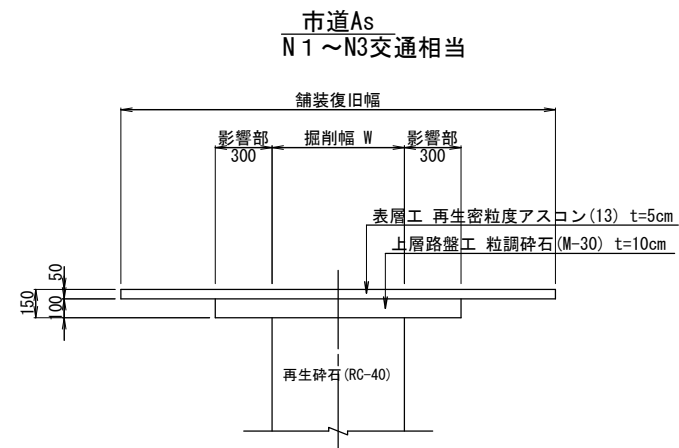 市道As
N１～N3交通相当
舗装復旧幅
影響部 掘削幅 W 影響部
300 300
表層工 再生密粒度アスコン(13) t=5cm
上層路盤工 粒調砕石(M-30) t=10cm
50
150
100
再生砕石(RC-40)